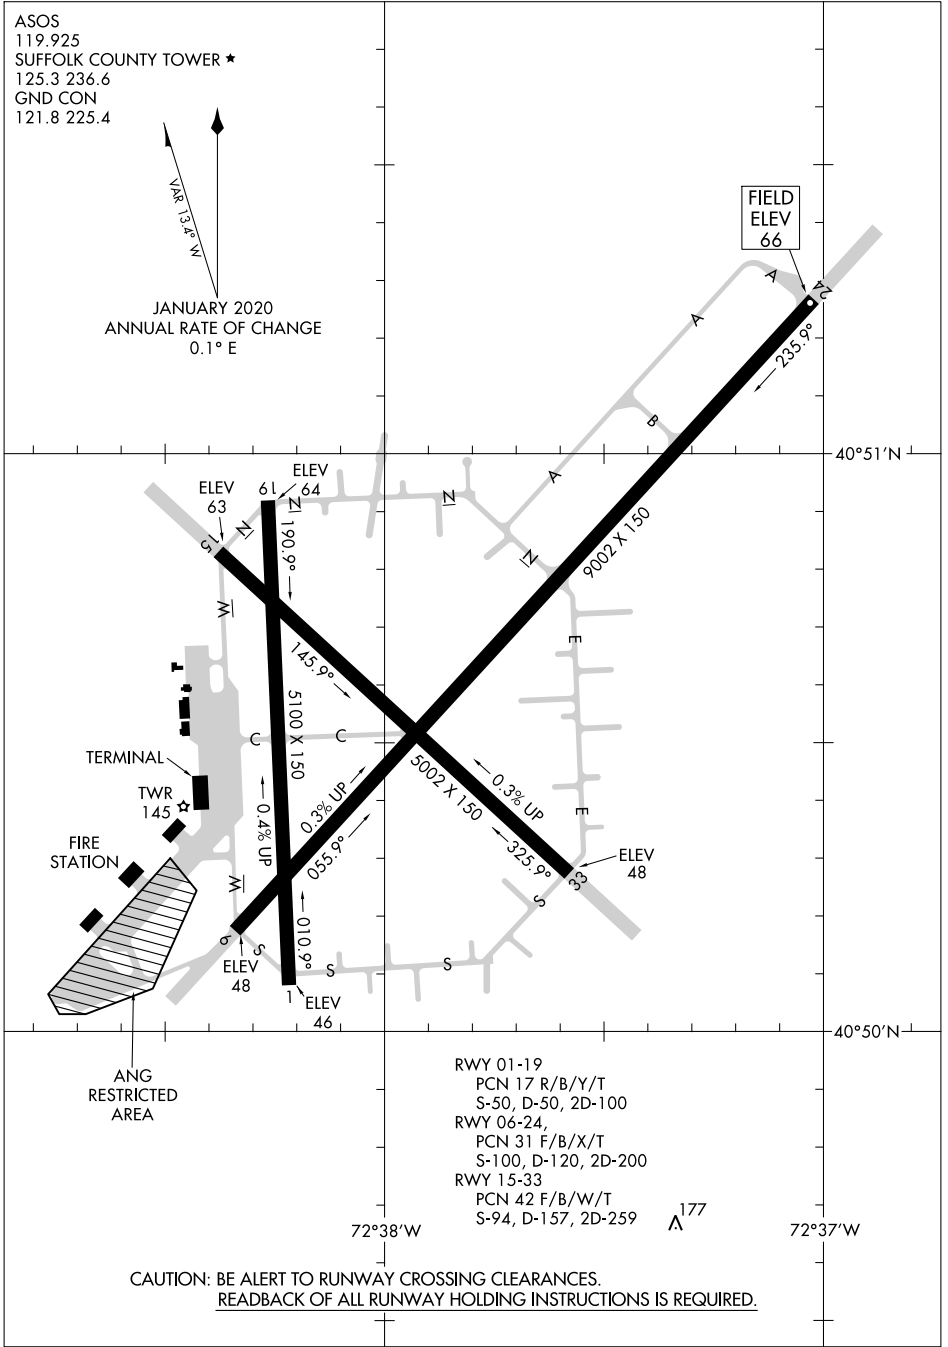 ASOS
119.925
SUFFOLK COUNTY TOWER ★
125.3 236.6
GND CON
121.8 225.4
VAR 13.4° W
JANUARY 2020
ANNUAL RATE OF CHANGE
0.1° E
FIELD
ELEV
66
A
24
A
235.9°
B
A
40°51'N
ELEV
63
19
ELEV
64
N
N
N
N
15
190.9°
9002 X 150
W
E
145.9°
5100 X 150
C
C
TERMINAL
TWR
145
0.4% UP
0.3% UP
055.9°
5002 X 150
0.3% UP
325.9°
E
FIRE
STATION
ELEV
48
33
W
S
010.9°
6
S
S
S
ELEV
48
1
ELEV
46
40°50'N
ANG
RESTRICTED
AREA
RWY 01-19
PCN 17 R/B/Y/T
S-50, D-50, 2D-100
RWY 06-24,
PCN 31 F/B/X/T
S-100, D-120, 2D-200
RWY 15-33
PCN 42 F/B/W/T
S-94, D-157, 2D-259
177
72°38'W
72°37'W
CAUTION: BE ALERT TO RUNWAY CROSSING CLEARANCES.
READBACK OF ALL RUNWAY HOLDING INSTRUCTIONS IS REQUIRED.